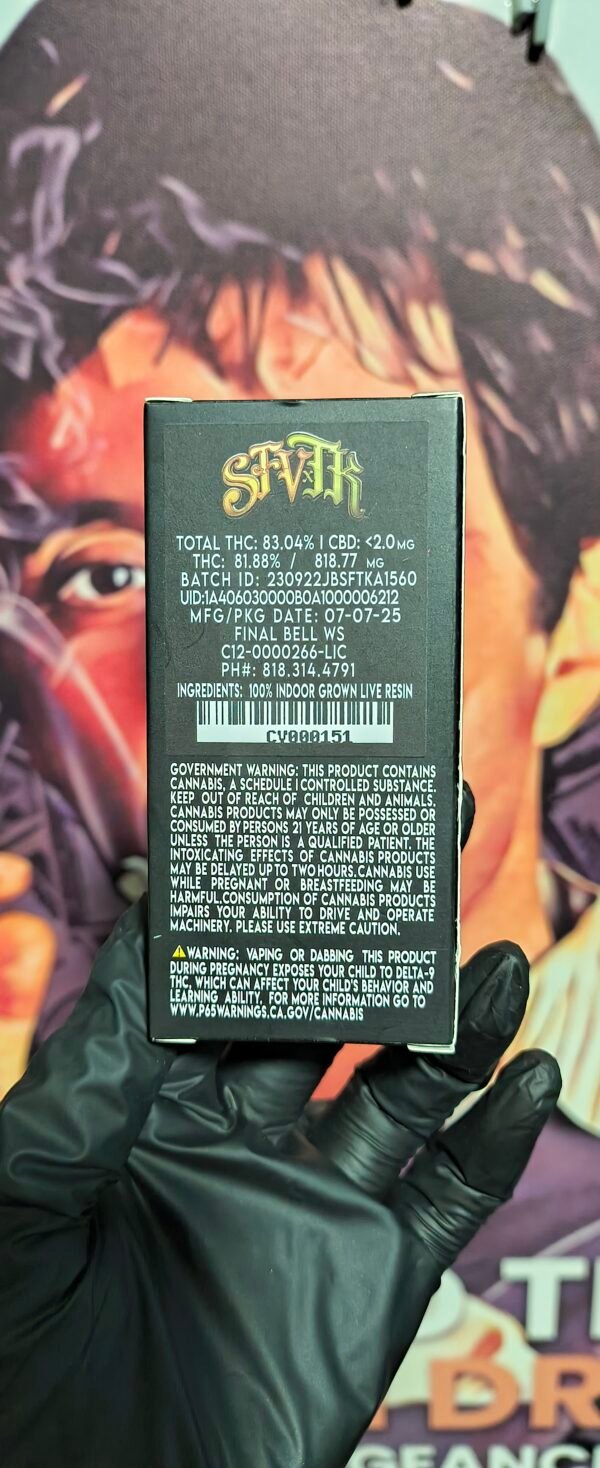 SFVTK
TOTAL THC: 83.04% | CBD: <2.0MG
THC: 81.88% / 818.77 MG
BATCH ID: 230922JBSFTKA1560
UID:1A406030000B0A1000006212
MFG/PKG DATE: 07-07-25
FINAL BELL WS
C12-0000266-LIC
PH#: 818.314.4791
INGREDIENTS: 100% INDOOR GROWN LIVE RESIN
CY000151
GOVERNMENT WARNING: THIS PRODUCT CONTAINS
CANNABIS, A SCHEDULE I CONTROLLED SUBSTANCE.
KEEP OUT OF REACH OF CHILDREN AND ANIMALS.
CANNABIS PRODUCTS MAY ONLY BE POSSESSED OR
CONSUMED BY PERSONS 21 YEARS OF AGE OR OLDER
UNLESS THE PERSON IS A QUALIFIED PATIENT. THE
INTOXICATING EFFECTS OF CANNABIS PRODUCTS
MAY BE DELAYED UP TO TWO HOURS.CANNABIS USE
WHILE PREGNANT OR BREASTFEEDING MAY BE
HARMFUL.CONSUMPTION OF CANNABIS PRODUCTS
IMPAIRS YOUR ABILITY TO DRIVE AND OPERATE
MACHINERY. PLEASE USE EXTREME CAUTION.
WARNING: VAPING OR DABBING THIS PRODUCT
DURING PREGNANCY EXPOSES YOUR CHILD TO DELTA-9
THC, WHICH CAN AFFECT YOUR CHILD'S BEHAVIOR AND
LEARNING ABILITY. FOR MORE INFORMATION GO TO
WWW.P65WARNINGS.CA.GOV/CANNABIS